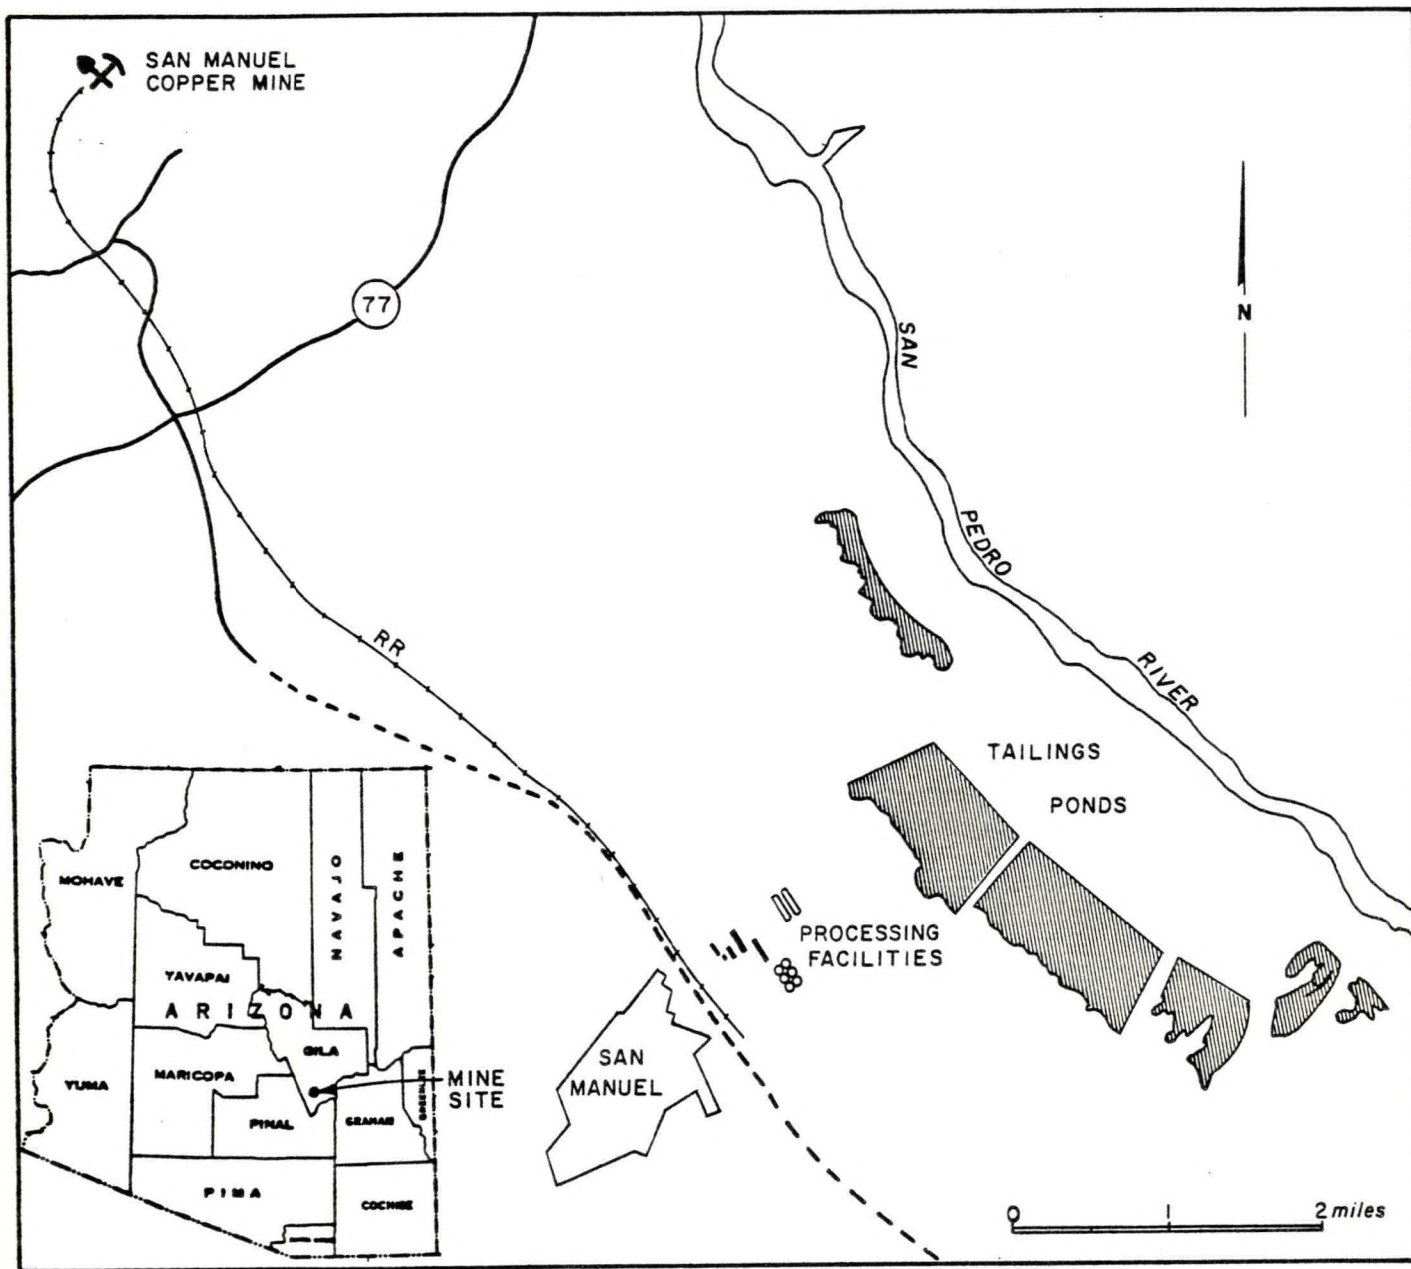 SAN MANUEL
COPPER MINE
77
N
SAN
PEDRO
RIVER
RR
TAILINGS
PONDS
PROCESSING
FACILITIES
SAN
MANUEL
MOHAVE
COCONINO
NAVAJO
APACHE
YAVAPAI
ARIZONA
GILA
YUMA
MARICOPA
MINE
SITE
PINAL
GRAHAM
GREENLEE
PIMA
COCHISE
0 1 2 miles